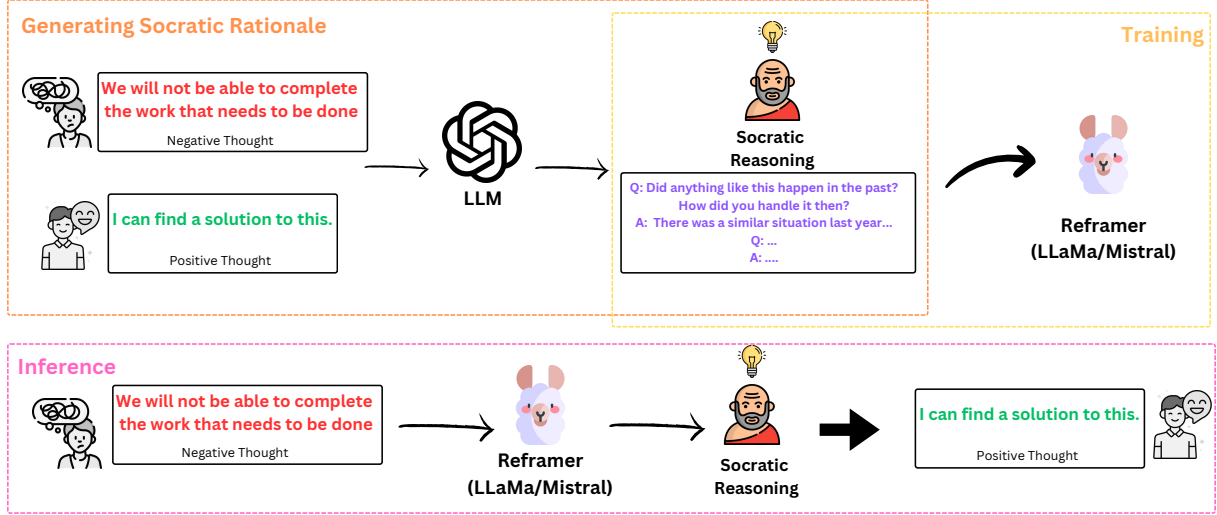 Generating Socratic Rationale
Training
We will not be able to complete
the work that needs to be done
Negative Thought
I can find a solution to this.
Positive Thought
LLM
Socratic
Reasoning
Q: Did anything like this happen in the past?
How did you handle it then?
A: There was a similar situation last year...
Q: ...
A: ....
Reframer
(LLaMa/Mistral)
Inference
We will not be able to complete
the work that needs to be done
Negative Thought
Reframer
(LLaMa/Mistral)
Socratic
Reasoning
I can find a solution to this.
Positive Thought